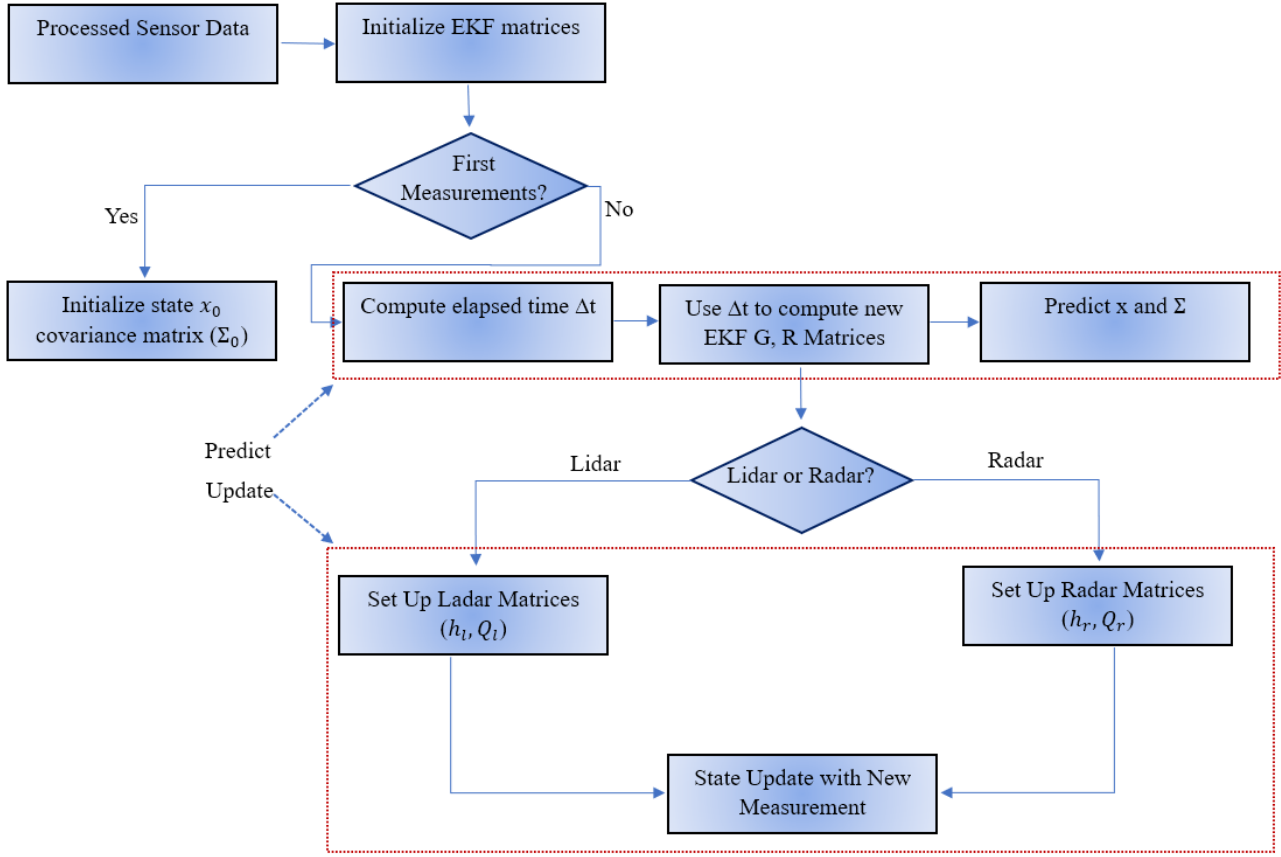 Processed Sensor Data
Initialize EKF matrices
First
Measurements?
Yes
No
Initialize state x₀
covariance matrix (Σ₀)
Compute elapsed time Δt
Use Δt to compute new
EKF G, R Matrices
Predict x and Σ
Predict
Update
Lidar
Lidar or Radar?
Radar
Set Up Ladar Matrices
(hₗ, Qₗ)
Set Up Radar Matrices
(hᵣ, Qᵣ)
State Update with New
Measurement